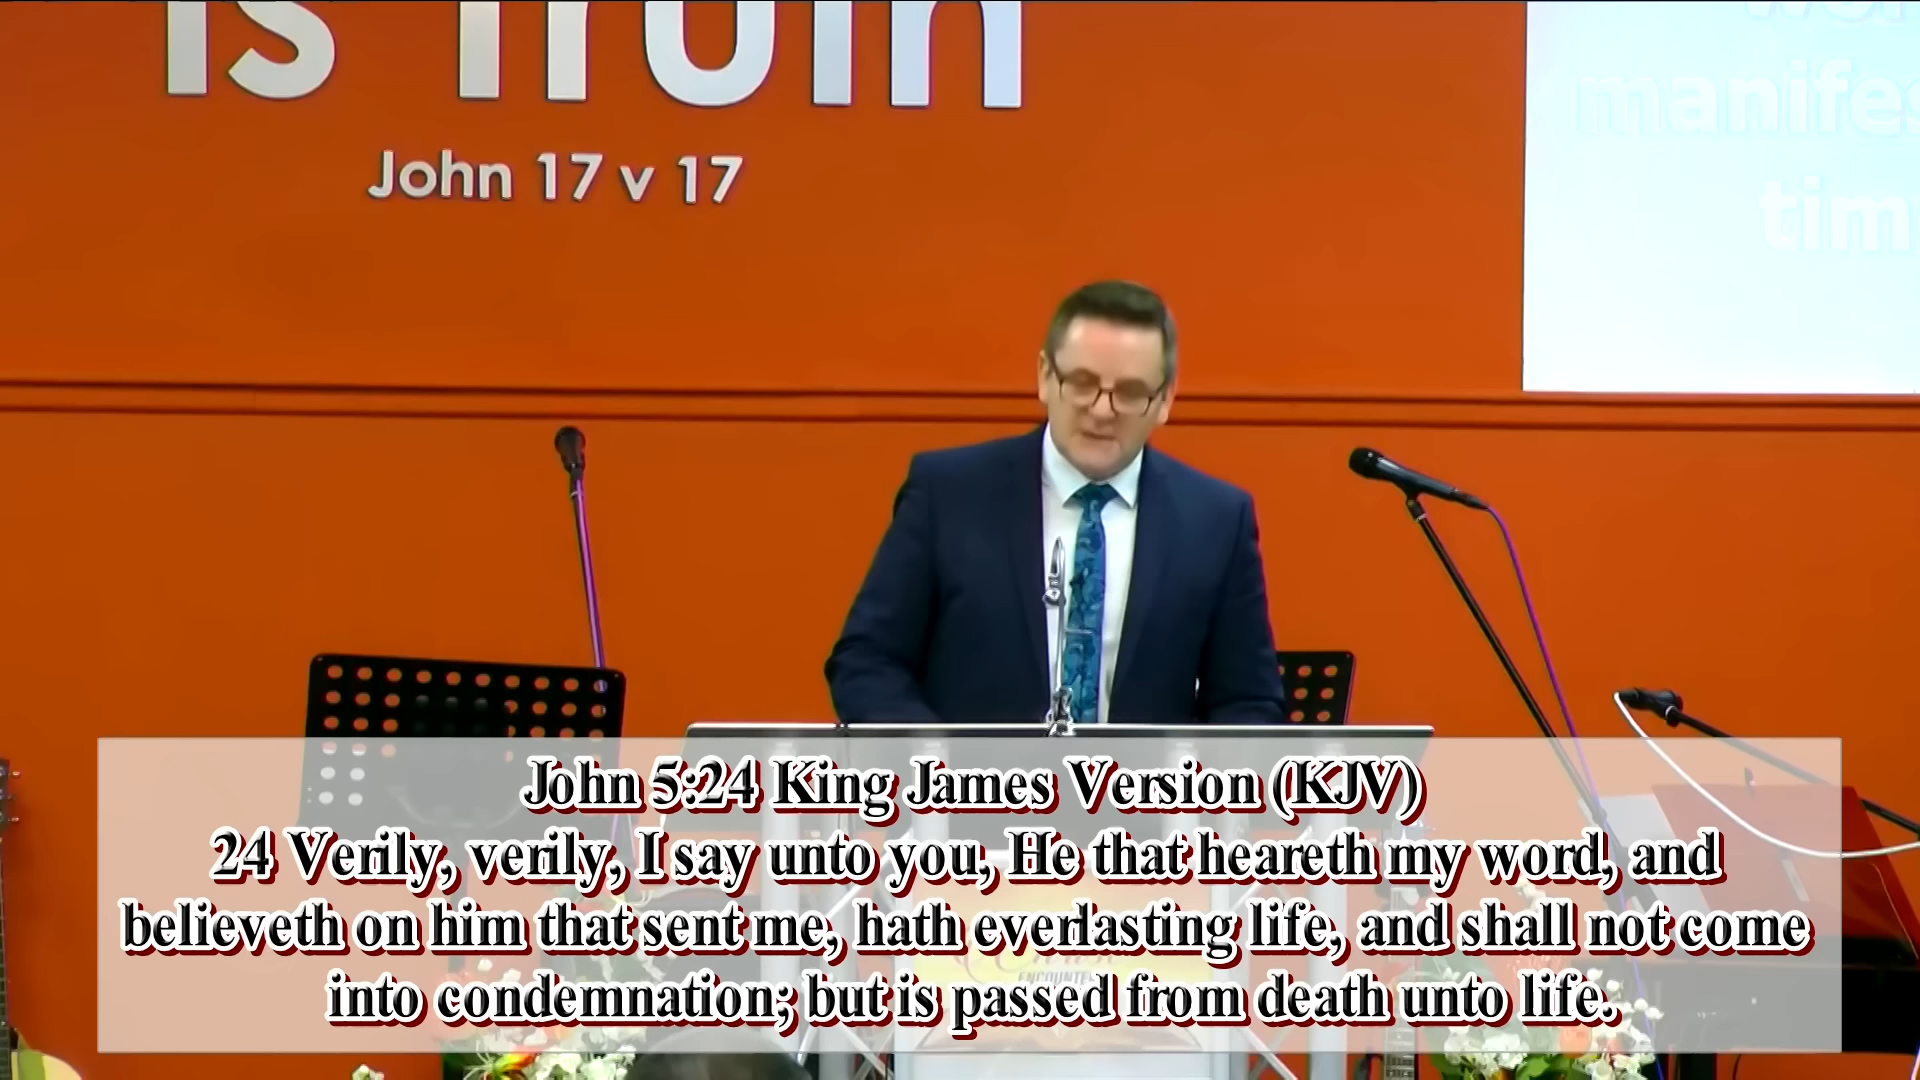 is Truth
John 17 v 17
manifes
tim
John 5:24 King James Version (KJV)
24 Verily, verily, I say unto you, He that heareth my word, and
believeth on him that sent me, hath everlasting life, and shall not come
into condemnation; but is passed from death unto life.